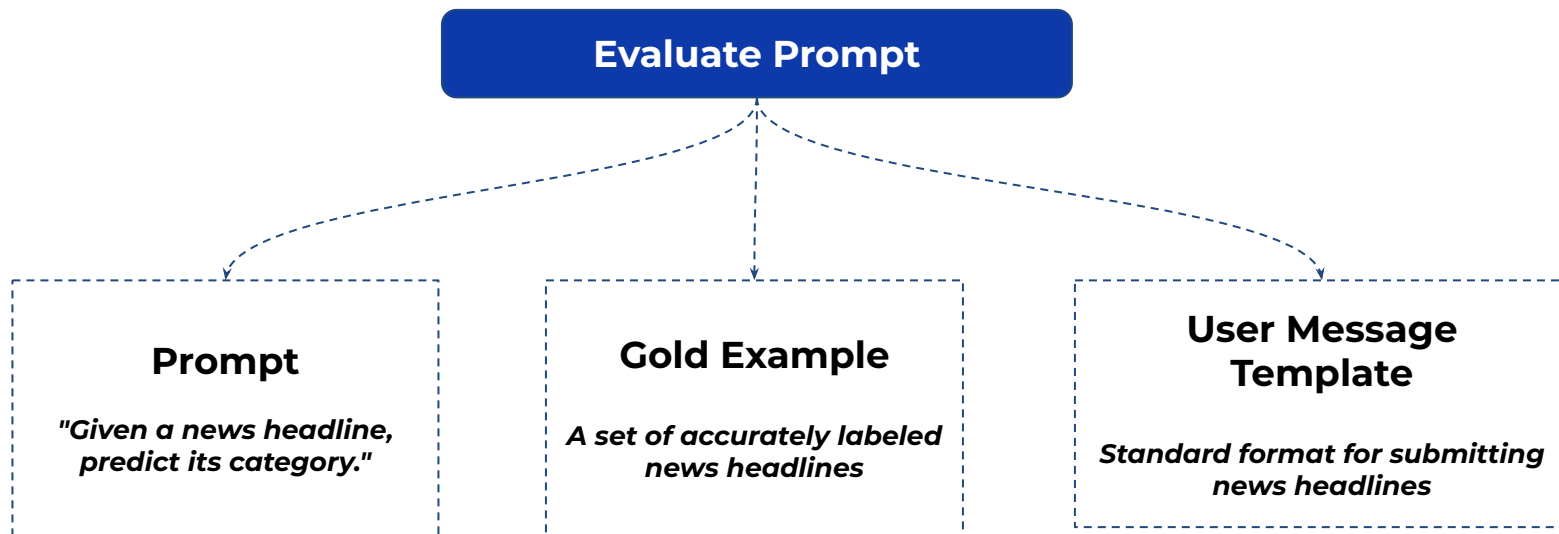 Evaluate Prompt
Prompt
"Given a news headline,
predict its category."
Gold Example
A set of accurately labeled
news headlines
User Message
Template
Standard format for submitting
news headlines